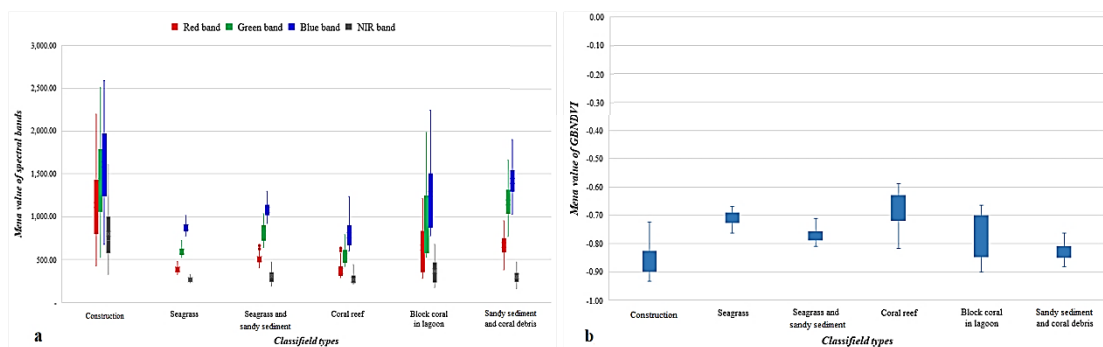 Red band Green band Blue band NIR band
3,000.00
2,500.00
2,000.00
1,500.00
1,000.00
500.00
-
Mena value of spectral bands
Construction
Seagrass
Seagrass and
sandy sediment
Coral reef
Block coral
in lagoon
Sandy sediment
and coral debris
a
Classifield types
0.00
-0.10
-0.20
-0.30
-0.40
-0.50
-0.60
-0.70
-0.80
-0.90
-1.00
Mena value of GBNDVI
Construction
Seagrass
Seagrass and
sandy sediment
Coral reef
Block coral
in lagoon
Sandy sediment
and coral debris
b
Classifield types